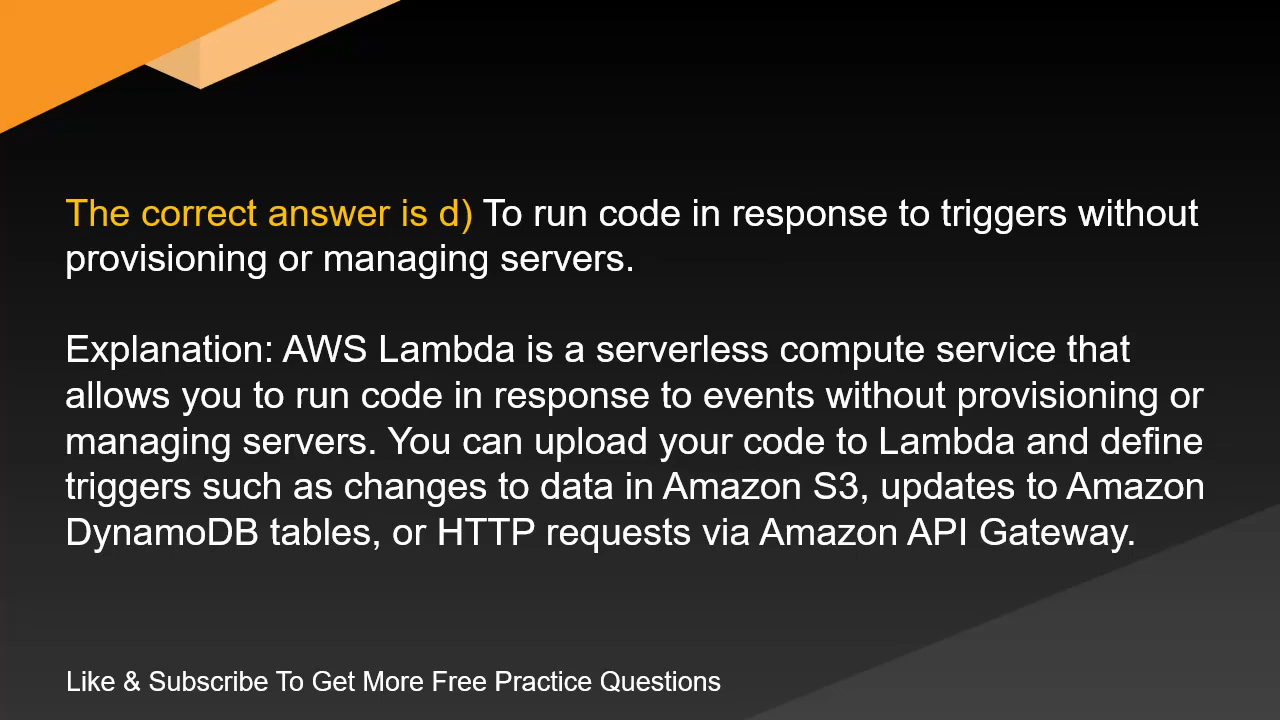 The correct answer is d) To run code in response to triggers without
provisioning or managing servers.
Explanation: AWS Lambda is a serverless compute service that
allows you to run code in response to events without provisioning or
managing servers. You can upload your code to Lambda and define
triggers such as changes to data in Amazon S3, updates to Amazon
DynamoDB tables, or HTTP requests via Amazon API Gateway.
Like & Subscribe To Get More Free Practice Questions